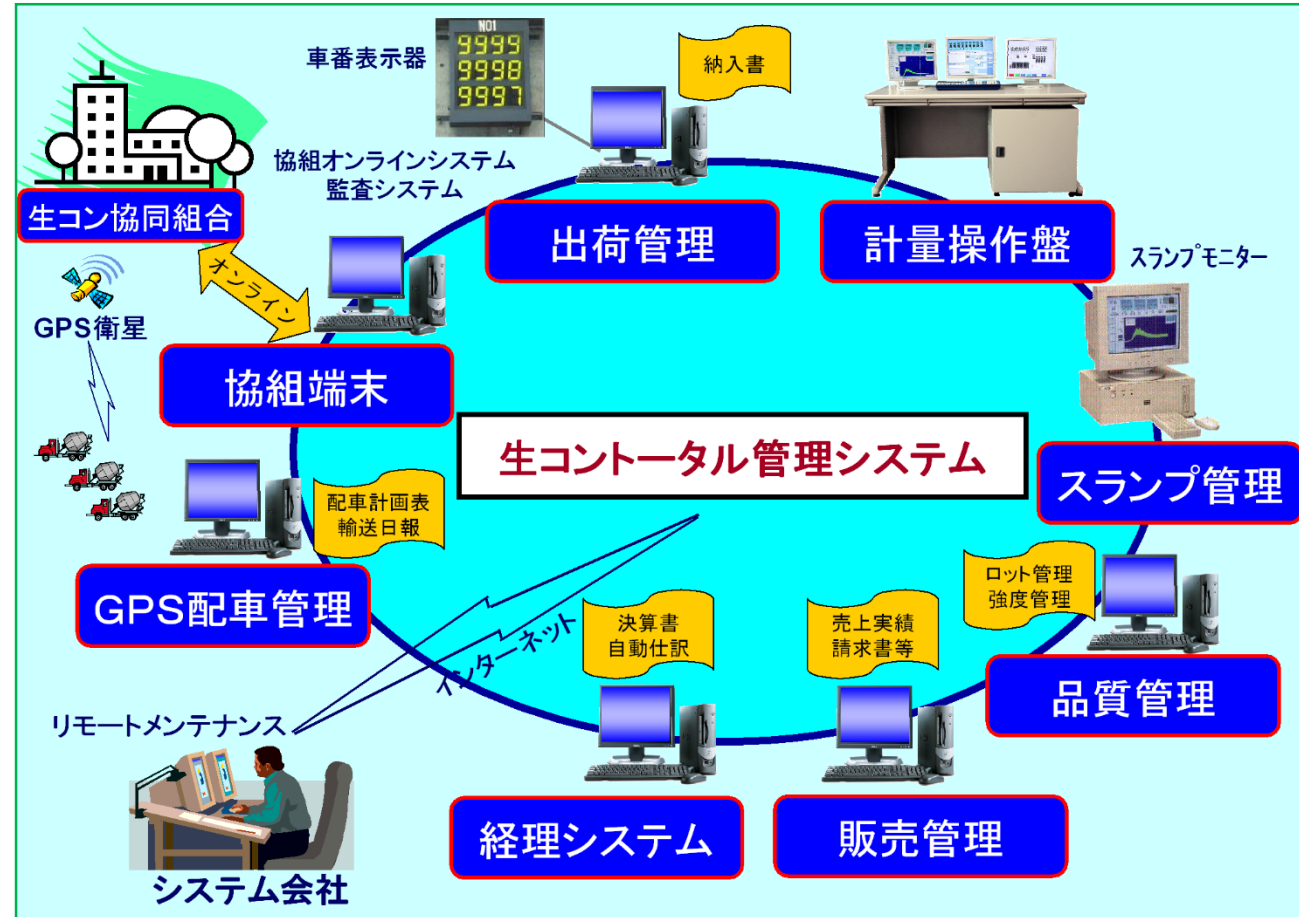 車番表示器
NO1
9999
9998
9997
納入書
協組オンラインシステム
監査システム
生コン協同組合
出荷管理
計量操作盤
スランプモニター
オンライン
GPS衛星
協組端末
生コントータル管理システム
スランプ管理
配車計画表
輸送日報
GPS配車管理
ロット管理
強度管理
インターネット
決算書
自動仕訳
売上実績
請求書等
品質管理
リモートメンテナンス
経理システム
販売管理
システム会社